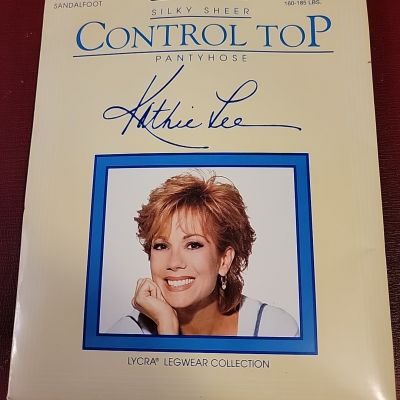 SANDALFOOT
160-185 LBS.
SILKY SHEER
CONTROL TOP
PANTYHOSE
Kathie Lee
LYCRA® LEGWEAR COLLECTION